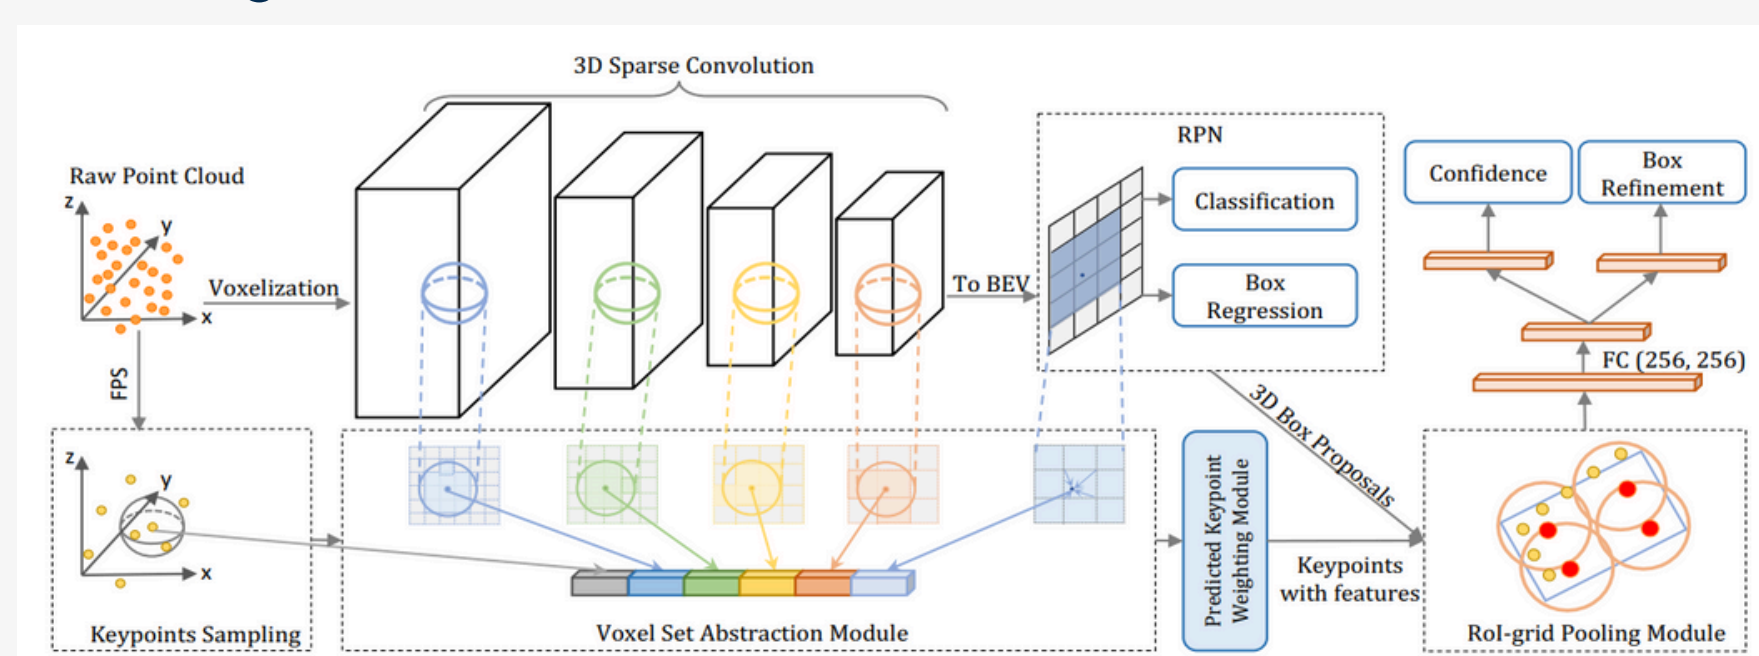 3D Sparse Convolution
Raw Point Cloud
z
y
x
Voxelization
To BEV
RPN
Classification
Box
Regression
Confidence
Box
Refinement
FC (256, 256)
FPS
3D Box Proposals
z
y
x
Keypoints Sampling
Voxel Set Abstraction Module
Predicted Keypoint
Weighting Module
Keypoints
with features
RoI-grid Pooling Module